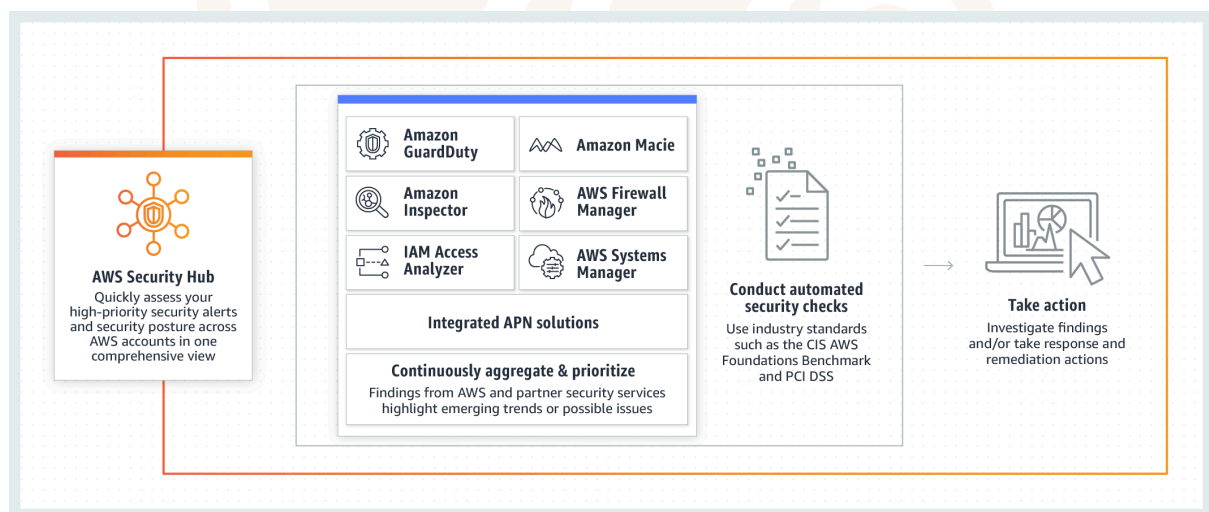 AWS Security Hub
Quickly assess your
high-priority security alerts
and security posture across
AWS accounts in one
comprehensive view
Amazon
GuardDuty
Amazon Macie
Amazon
Inspector
AWS Firewall
Manager
IAM Access
Analyzer
AWS Systems
Manager
Integrated APN solutions
Continuously aggregate & prioritize
Findings from AWS and partner security services
highlight emerging trends or possible issues
Conduct automated
security checks
Use industry standards
such as the CIS AWS
Foundations Benchmark
and PCI DSS
Take action
Investigate findings
and/or take response and
remediation actions